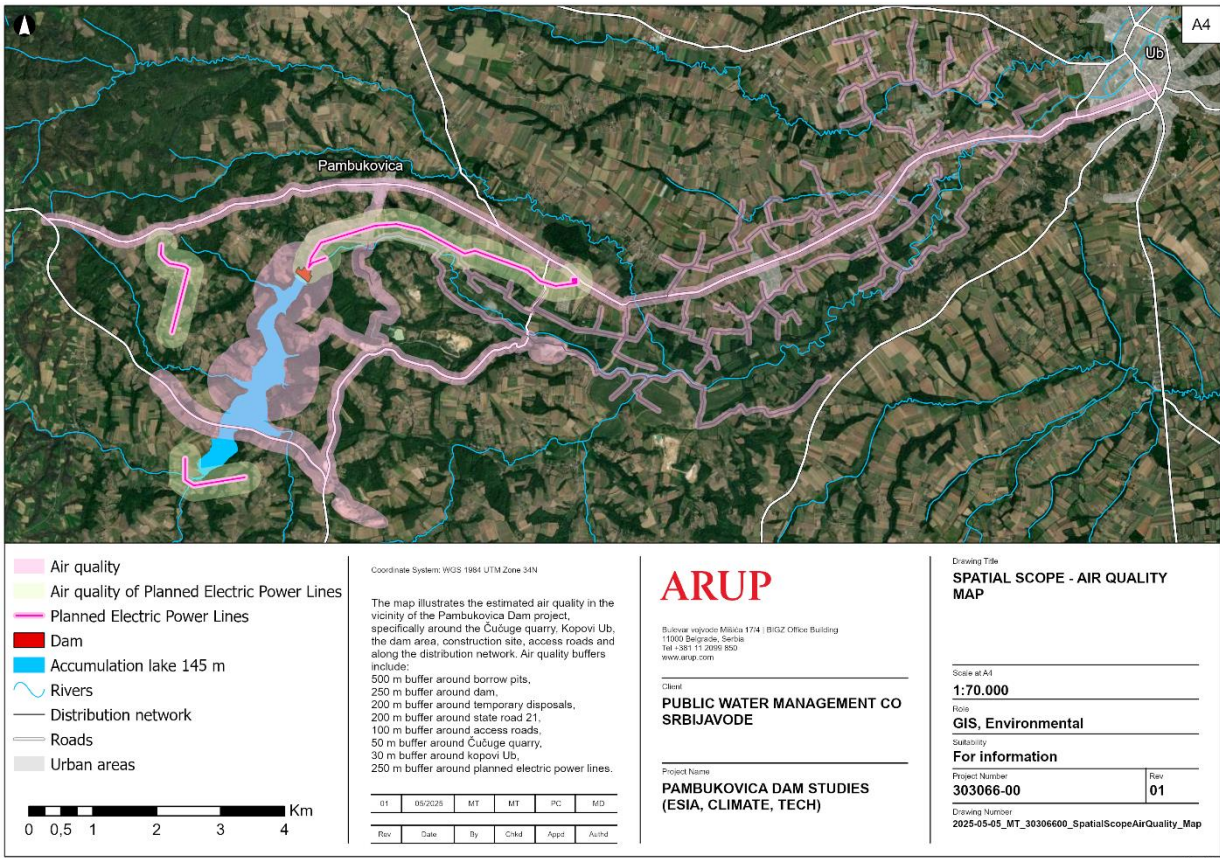 A4
Ub
Pambukovica
Air quality
Air quality of Planned Electric Power Lines
Planned Electric Power Lines
Dam
Accumulation lake 145 m
Rivers
Distribution network
Roads
Urban areas
Km
0 0,5 1 2 3 4
Coordinate System: WGS 1984 UTM Zone 34N
The map illustrates the estimated air quality in the
vicinity of the Pambukovica Dam project,
specifically around the Čučuge quarry, Kopovi Ub,
the dam area, construction site, access roads and
along the distribution network. Air quality buffers
include:
500 m buffer around borrow pits,
250 m buffer around dam,
200 m buffer around temporary disposals,
200 m buffer around state road 21,
100 m buffer around access roads,
50 m buffer around Čučuge quarry,
30 m buffer around kopovi Ub,
250 m buffer around planned electric power lines.
01 05/2025 MT MT PC MD
Rev Date By Chkd Appd Authd
ARUP
Bulevar vojvode Mišića 17/4 | BIGZ Office Building
11000 Belgrade, Serbia
Tel +381 11 2099 850
www.arup.com
Client
PUBLIC WATER MANAGEMENT CO
SRBIJAVODE
Project Name
PAMBUKOVICA DAM STUDIES
(ESIA, CLIMATE, TECH)
Drawing Title
SPATIAL SCOPE - AIR QUALITY
MAP
Scale at A4
1:70.000
Role
GIS, Environmental
Suitability
For information
Project Number
303066-00
Rev
01
Drawing Number
2025-05-05_MT_30306600_SpatialScopeAirQuality_Map